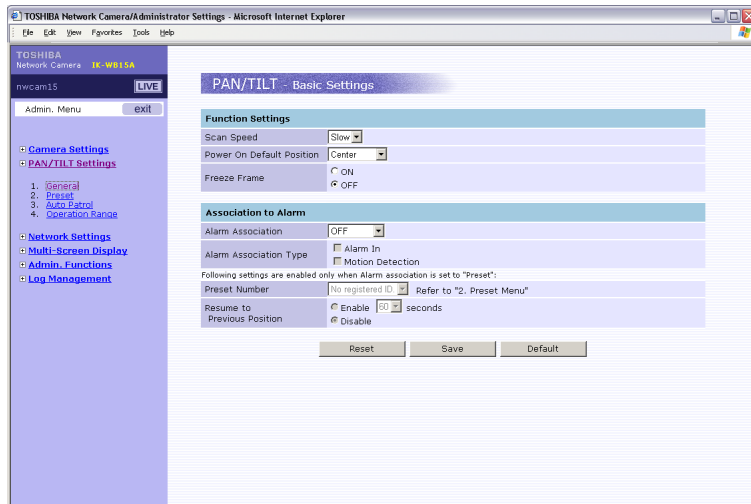 TOSHIBA Network Camera/Administrator Settings - Microsoft Internet Explorer
File Edit View Favorites Tools Help
TOSHIBA
Network Camera IK-WB15A
nwcam15 LIVE
Admin. Menu exit
Camera Settings
PAN/TILT Settings
1. General
2. Preset
3. Auto Patrol
4. Operation Range
Network Settings
Multi-Screen Display
Admin. Functions
Log Management
PAN/TILT - Basic Settings
Function Settings
Scan Speed Slow
Power On Default Position Center
Freeze Frame
ON
OFF
Association to Alarm
Alarm Association OFF
Alarm Association Type
Alarm In
Motion Detection
Following settings are enabled only when Alarm association is set to "Preset":
Preset Number No registered ID Refer to "2. Preset Menu"
Resume to
Previous Position
Enable 60 seconds
Disable
Reset Save Default